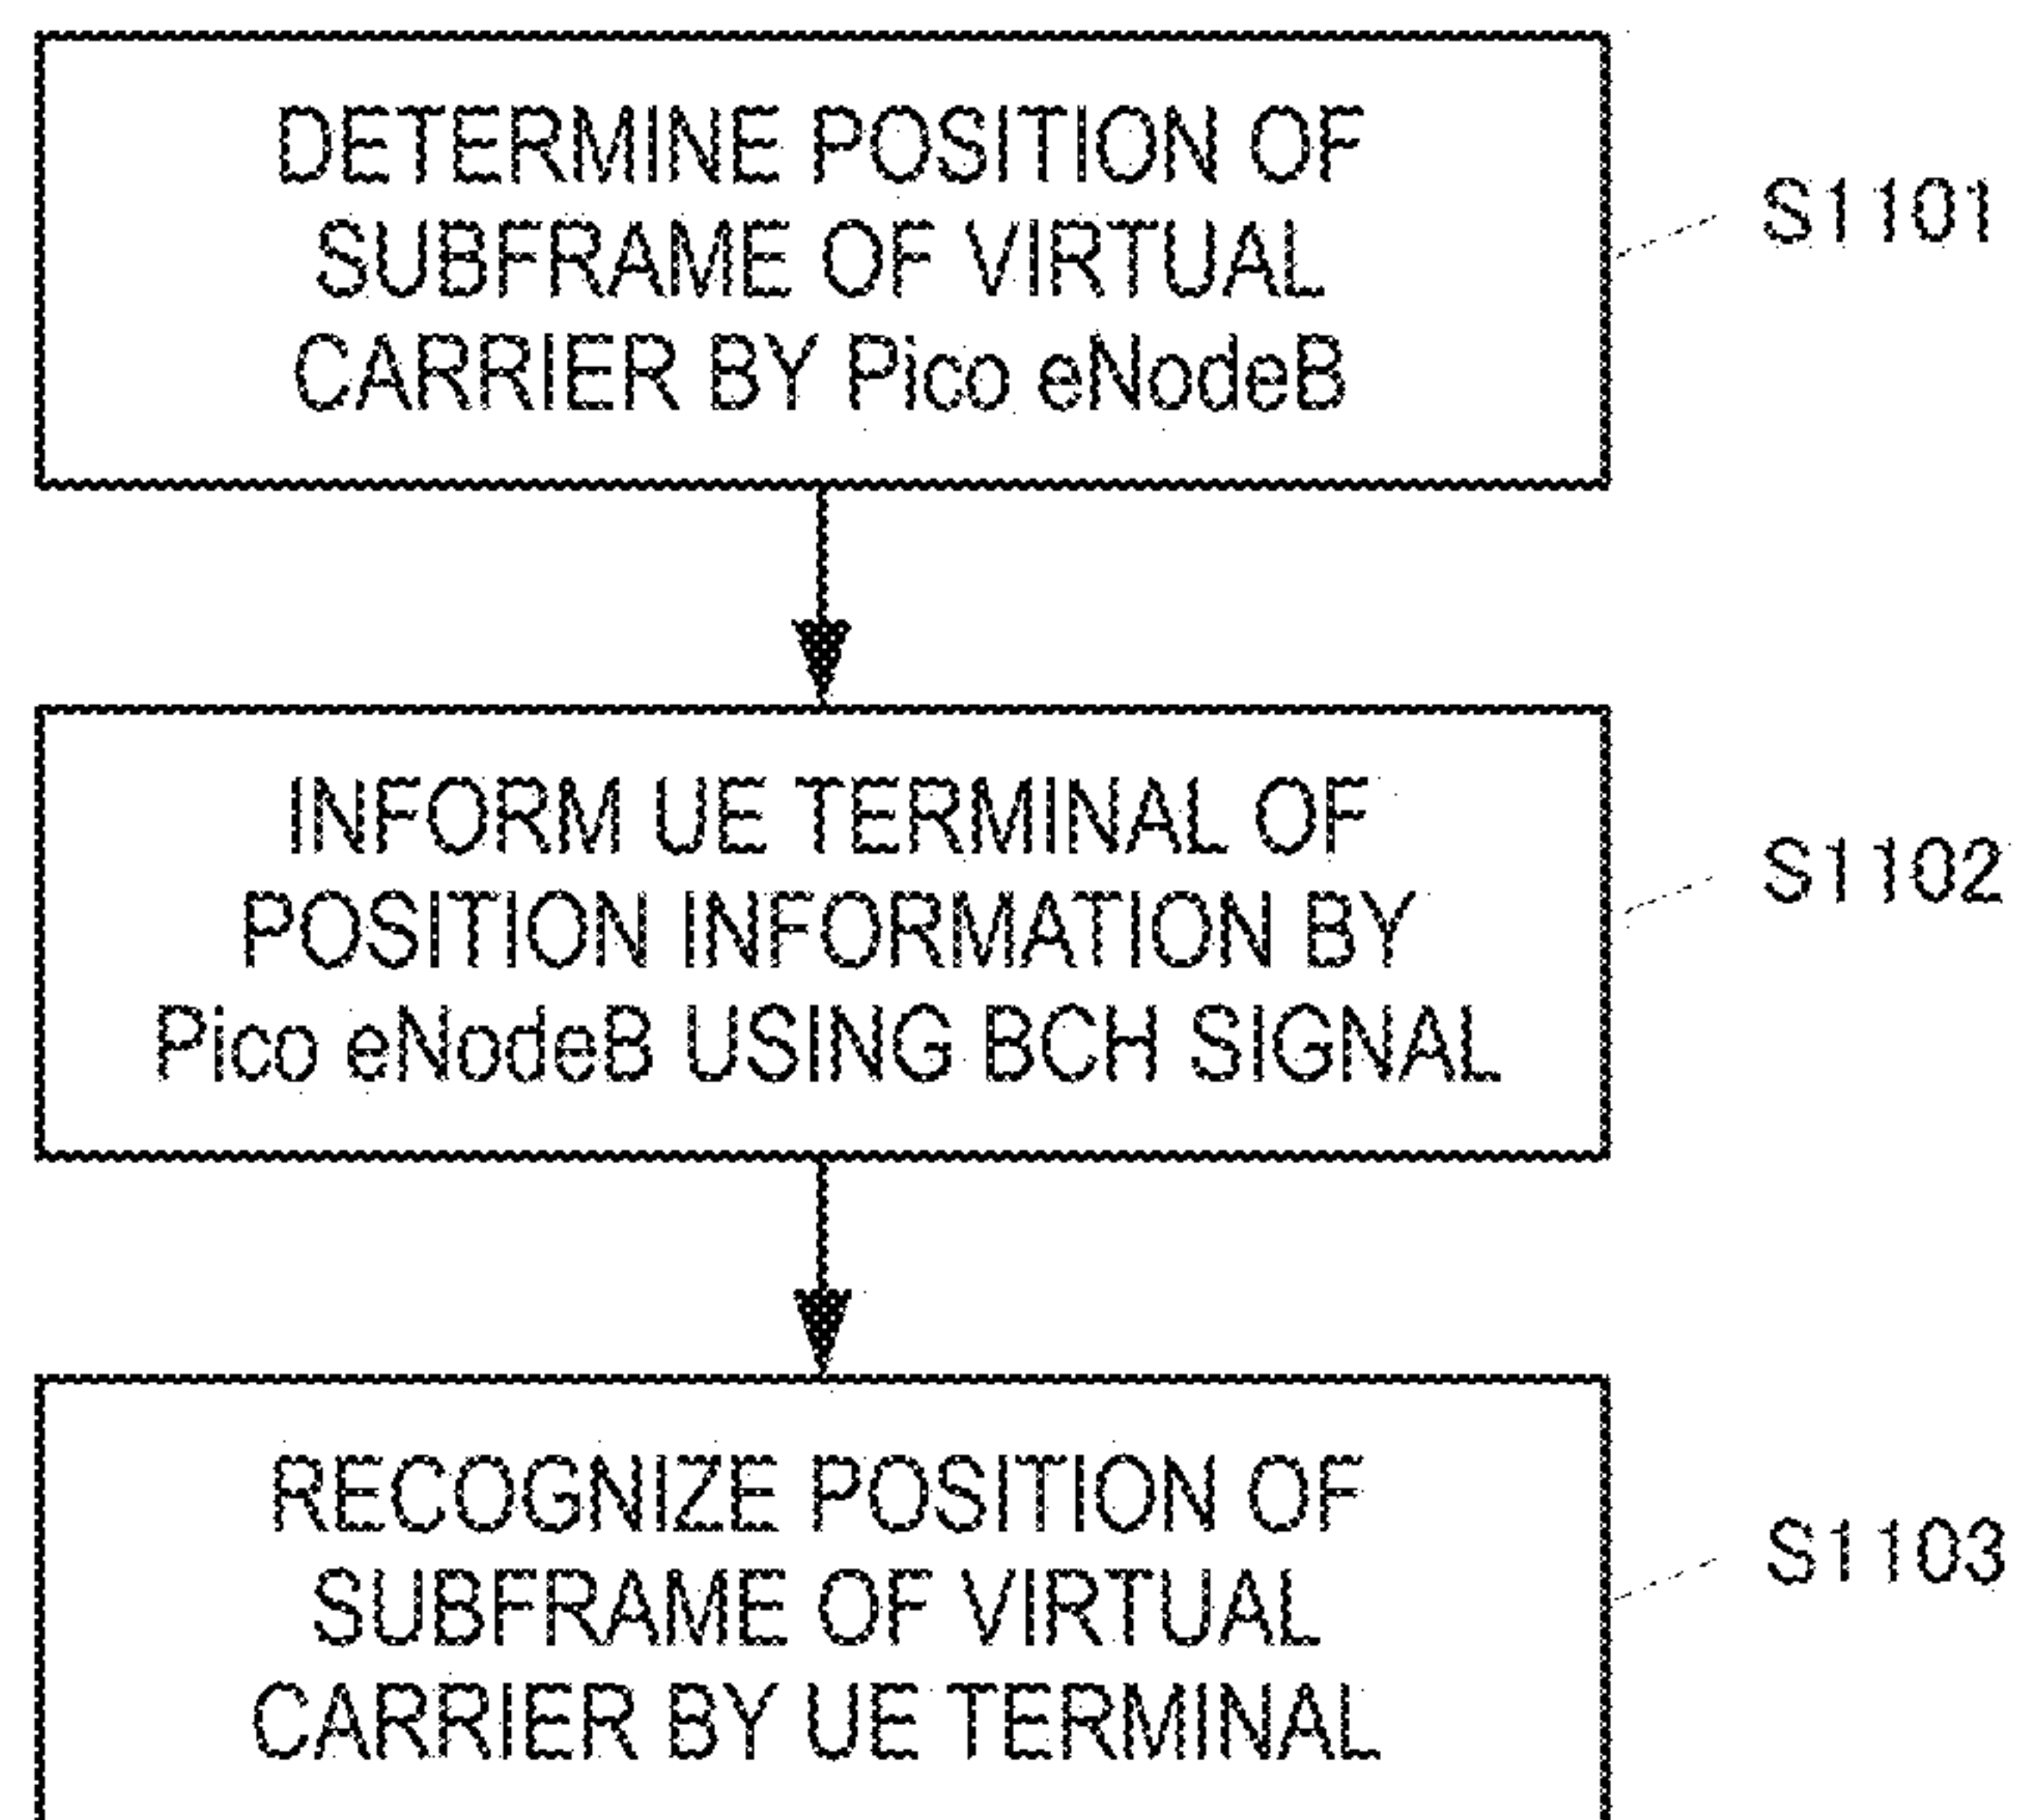 DETERMINE POSITION OF
SUBFRAME OF VIRTUAL
CARRIER BY Pico eNodeB
S1101
INFORM UE TERMINAL OF
POSITION INFORMATION BY
Pico eNodeB USING BCH SIGNAL
S1102
RECOGNIZE POSITION OF
SUBFRAME OF VIRTUAL
CARRIER BY UE TERMINAL
S1103